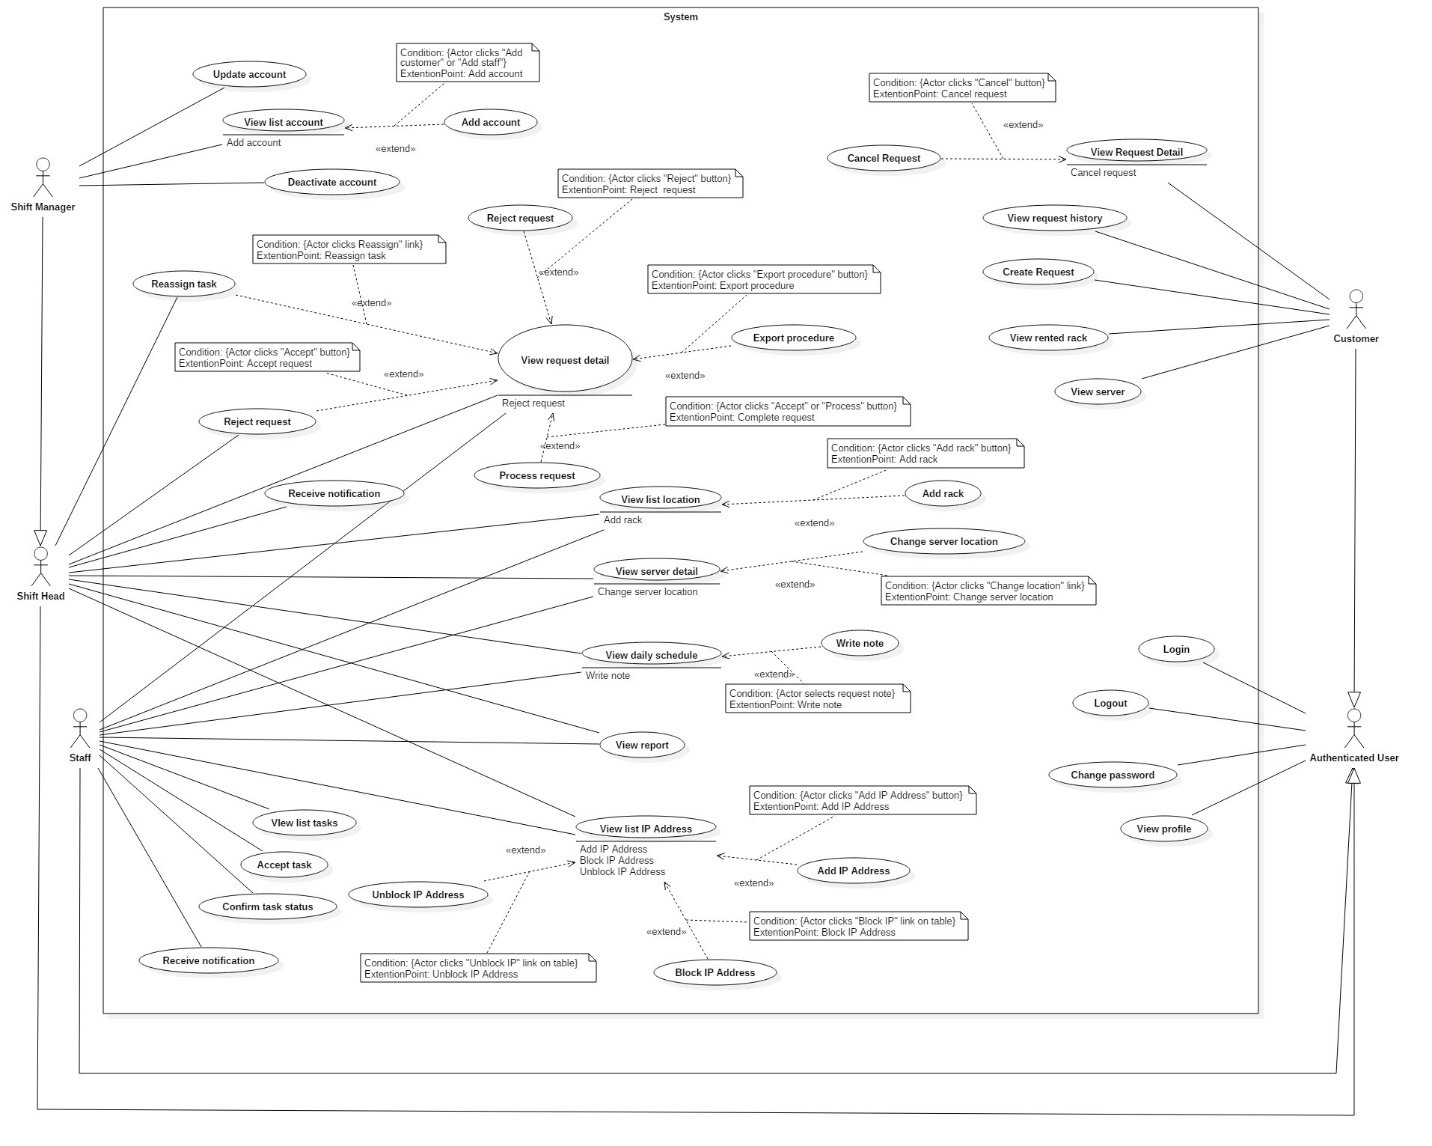 System
Condition: {Actor clicks "Add
customer" or "Add staff"}
ExtentionPoint: Add account
Update account
View list account
Add account
Add account
«extend»
Deactivate account
Shift Manager
Condition: {Actor clicks "Cancel" button}
ExtentionPoint: Cancel request
«extend»
Cancel Request
View Request Detail
Cancel request
Condition: {Actor clicks "Reject" button}
ExtentionPoint: Reject  request
Reject request
«extend»
View request history
Condition: {Actor clicks Reassign" link}
ExtentionPoint: Reassign task
Reassign task
«extend»
Condition: {Actor clicks "Export procedure" button}
ExtentionPoint: Export procedure
Create Request
Export procedure
«extend»
View rented rack
Customer
Condition: {Actor clicks "Accept" button}
ExtentionPoint: Accept request
«extend»
View request detail
Reject request
View server
Reject request
Condition: {Actor clicks "Accept" or "Process" button}
ExtentionPoint: Complete request
«extend»
Process request
Condition: {Actor clicks "Add rack" button}
ExtentionPoint: Add rack
Receive notification
View list location
Add rack
Add rack
«extend»
Change server location
View server detail
Change server location
«extend»
Condition: {Actor clicks "Change location" link}
ExtentionPoint: Change server location
Shift Head
Write note
View daily schedule
Write note
«extend»
Condition: {Actor selects request note}
ExtentionPoint: Write note
Login
Logout
View report
Staff
Authenticated User
Change password
View profile
Condition: {Actor clicks "Add IP Address" button}
ExtentionPoint: Add IP Address
VIew list tasks
View list IP Address
Add IP Address
Block IP Address
Unblock IP Address
«extend»
Accept task
Add IP Address
«extend»
Unblock IP Address
Confirm task status
Condition: {Actor clicks "Block IP" link on table}
ExtentionPoint: Block IP Address
«extend»
Receive notification
Condition: {Actor clicks "Unblock IP" link on table}
ExtentionPoint: Unblock IP Address
Block IP Address